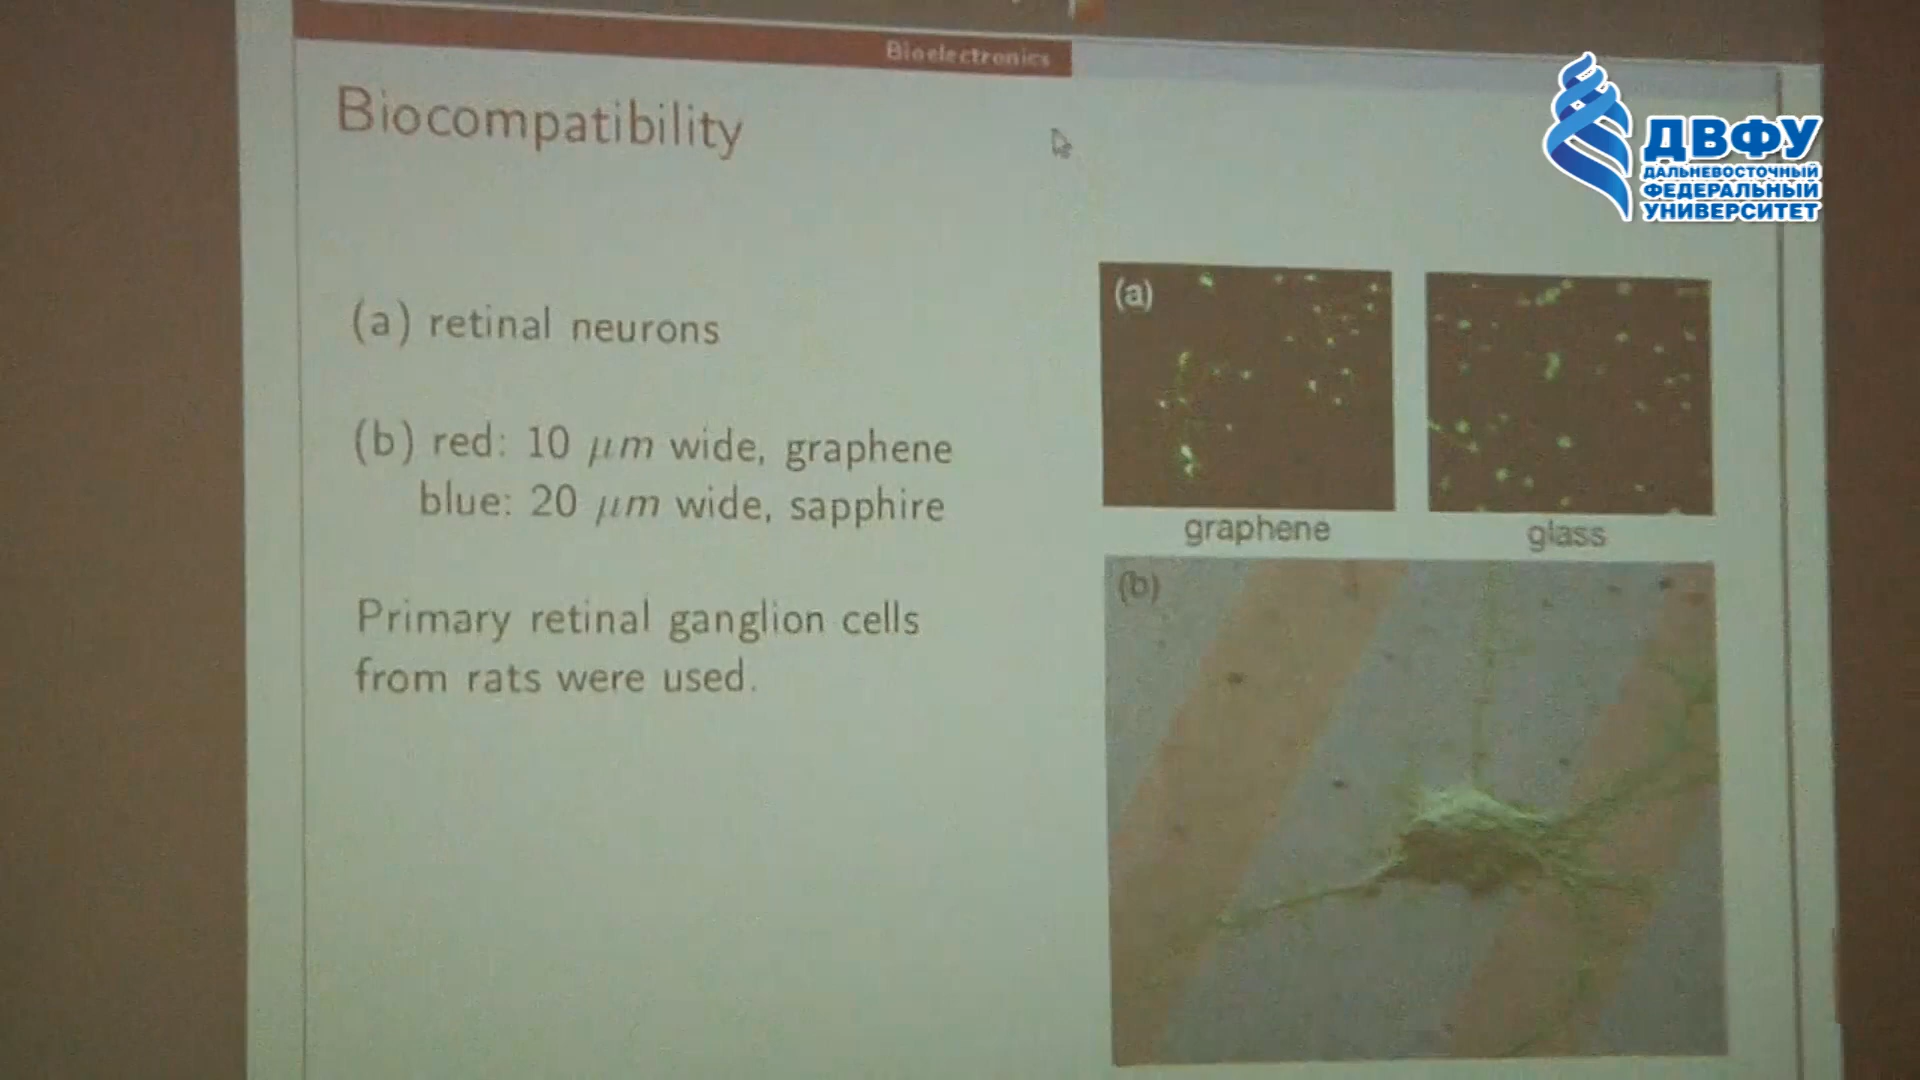 Bioelectronics
Biocompatibility
ДВФУ
ДАЛЬНЕВОСТОЧНЫЙ
ФЕДЕРАЛЬНЫЙ
УНИВЕРСИТЕТ
(a) retinal neurons
(b) red: 10 μm wide, graphene
blue: 20 μm wide, sapphire
Primary retinal ganglion cells
from rats were used.
(a)
graphene
glass
(b)